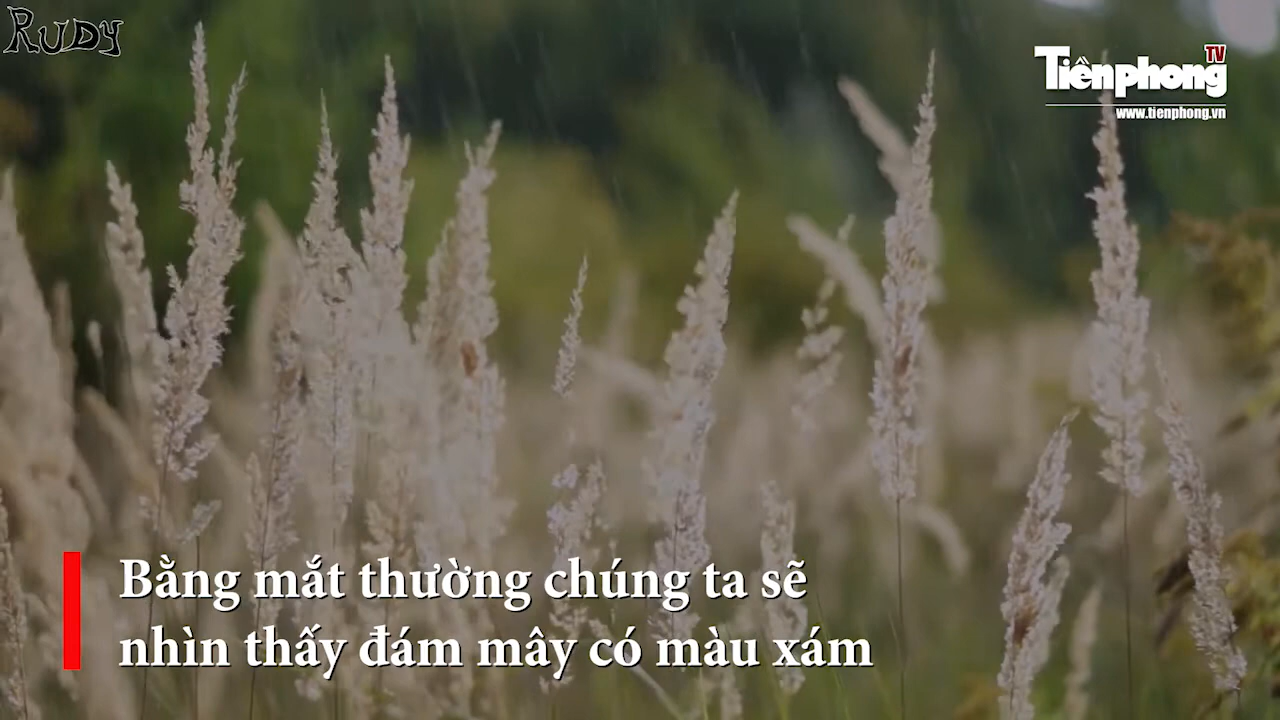 RUDY
Tiềnphong TV
www.tienphong.vn
Bằng mắt thường chúng ta sẽ
nhìn thấy đám mây có màu xám